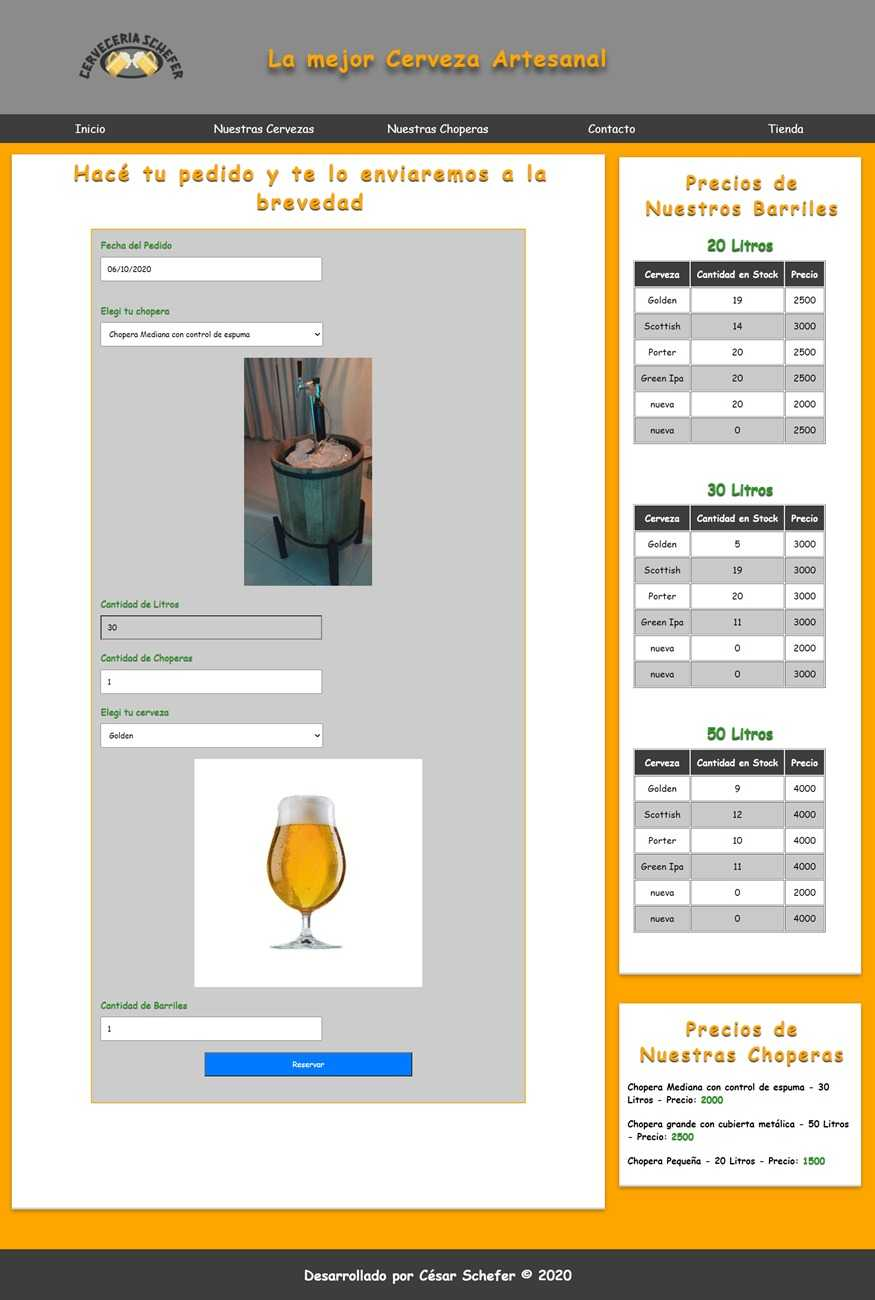 CERVECERIA SCHEFER
La mejor Cerveza Artesanal
Inicio
Nuestras Cervezas
Nuestras Choperas
Contacto
Tienda
Hacé tu pedido y te lo enviaremos a la
brevedad
Fecha del Pedido
06/10/2020
Elegi tu chopera
Chopera Mediana con control de espuma
Cantidad de Litros
30
Cantidad de Choperas
1
Elegi tu cerveza
Golden
Cantidad de Barriles
1
Reservar
Precios de
Nuestros Barriles
20 Litros
Cerveza Cantidad en Stock Precio
Golden 19 2500
Scottish 14 3000
Porter 20 2500
Green Ipa 20 2500
nueva 20 2000
nueva 0 2500
30 Litros
Cerveza Cantidad en Stock Precio
Golden 5 3000
Scottish 19 3000
Porter 20 3000
Green Ipa 11 3000
nueva 0 2000
nueva 0 3000
50 Litros
Cerveza Cantidad en Stock Precio
Golden 9 4000
Scottish 12 4000
Porter 10 4000
Green Ipa 11 4000
nueva 0 2000
nueva 0 4000
Precios de
Nuestras Choperas
Chopera Mediana con control de espuma - 30
Litros - Precio: 2000
Chopera grande con cubierta metálica - 50 Litros
- Precio: 2500
Chopera Pequeña - 20 Litros - Precio: 1500
Desarrollado por César Schefer © 2020